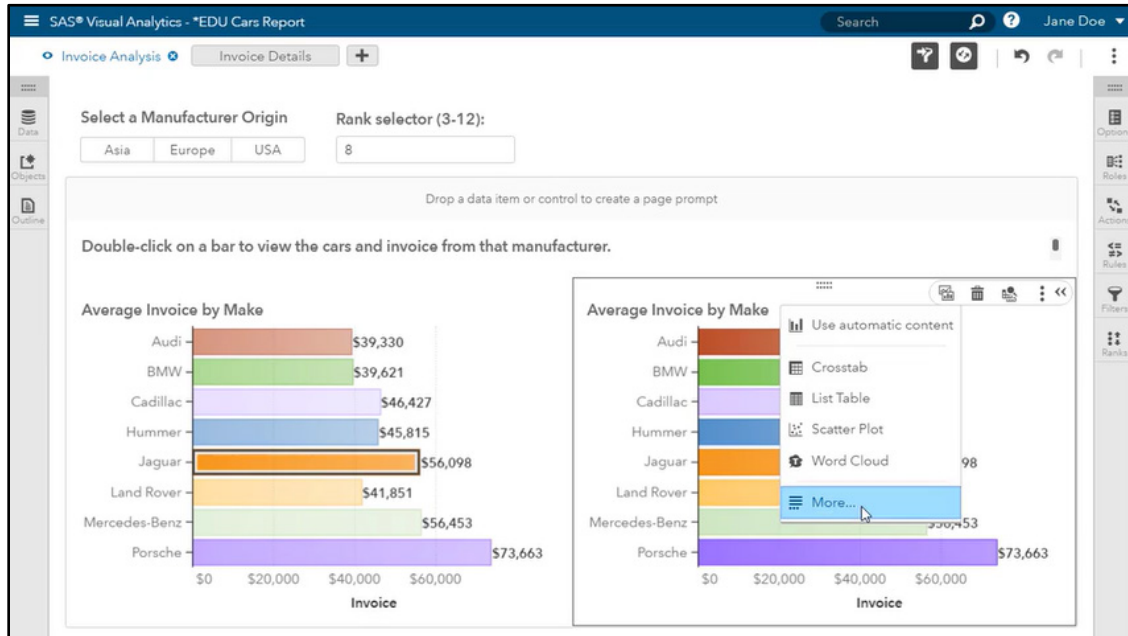 SAS® Visual Analytics - *EDU Cars Report
Search
Jane Doe
Invoice Analysis
Invoice Details
Data
Objects
Outline
Select a Manufacturer Origin
Rank selector (3-12):
Asia Europe USA
8
Drop a data item or control to create a page prompt
Double-click on a bar to view the cars and invoice from that manufacturer.
Average Invoice by Make
Audi $39,330
BMW $39,621
Cadillac $46,427
Hummer $45,815
Jaguar $56,098
Land Rover $41,851
Mercedes-Benz $56,453
Porsche $73,663
$0 $20,000 $40,000 $60,000
Invoice
Average Invoice by Make
Audi
BMW
Cadillac
Hummer
Jaguar 98
Land Rover
Mercedes-Benz
Porsche $73,663
$0 $20,000 $40,000 $60,000
Invoice
Use automatic content
Crosstab
List Table
Scatter Plot
Word Cloud
More...
Roles
Rules
Filters
Ranks